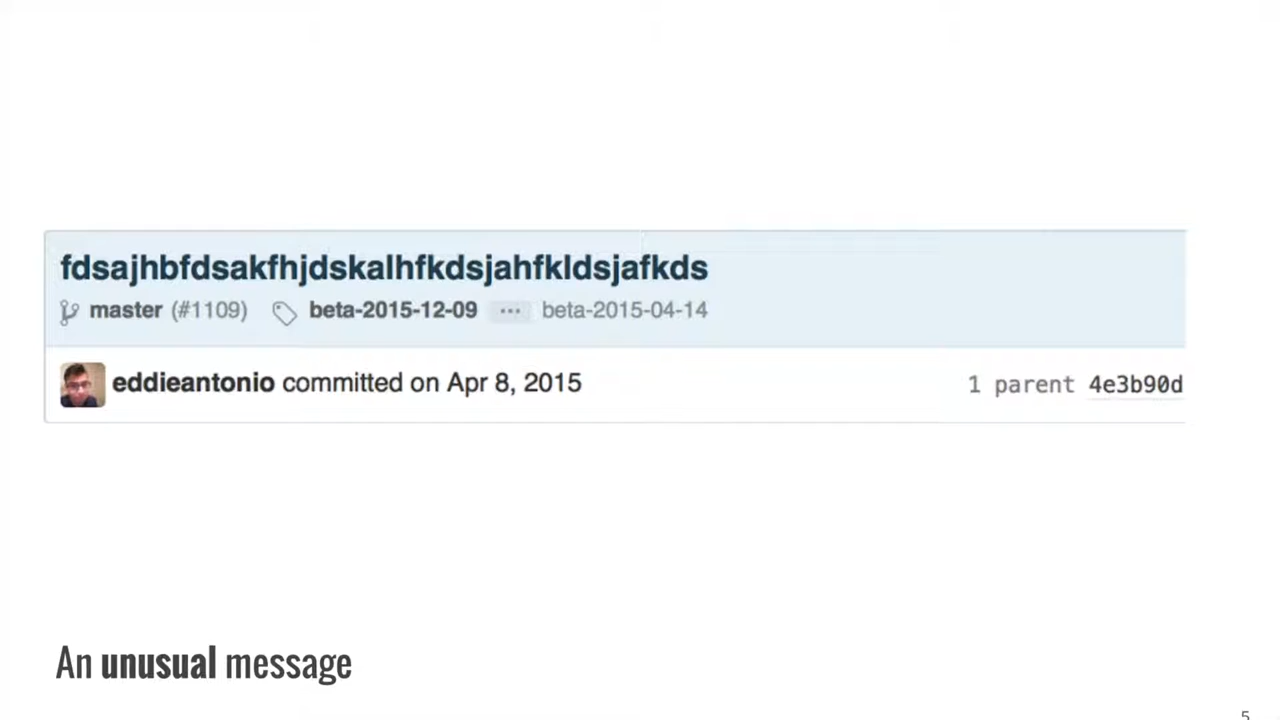 fdsajhbfdsakfhjdskalhfkdsjahfkldsjafkds
master (#1109) beta-2015-12-09 ... beta-2015-04-14
eddieantonio committed on Apr 8, 2015 1 parent 4e3b90d
An unusual message
5